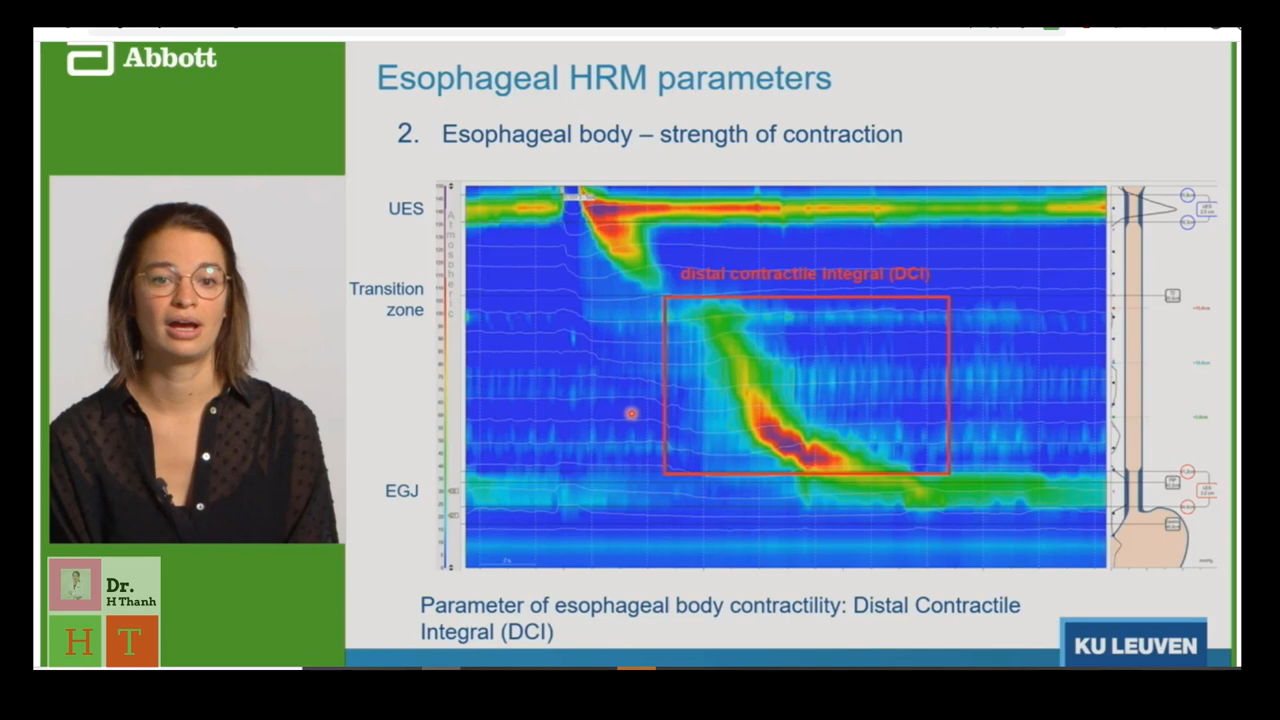 Abbott
Esophageal HRM parameters
2. Esophageal body – strength of contraction
UES
Atmospheric
distal contractile Integral (DCI)
Transition
zone
EGJ
Parameter of esophageal body contractility: Distal Contractile
Integral (DCI)
Dr.
H Thanh
H T
KU LEUVEN